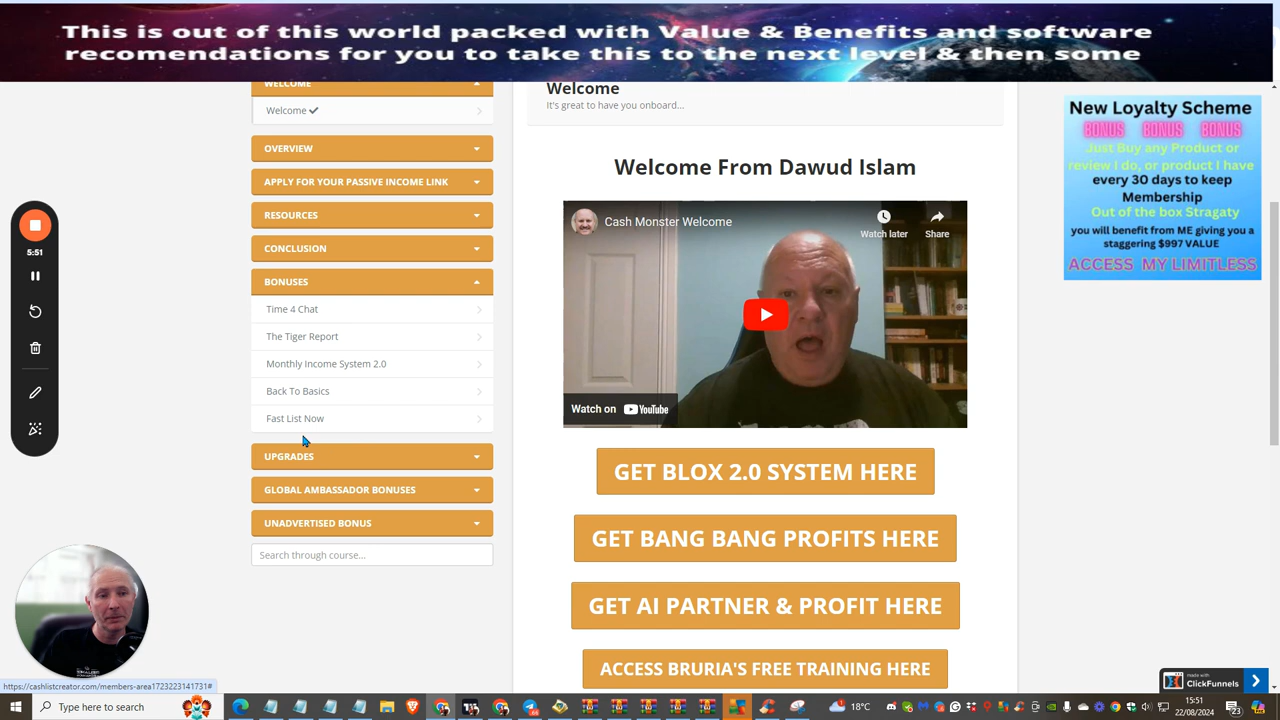 This is out of this world packed with Value & Benefits and software
recomendations for you to take this to the next level & then some
WELCOME
Welcome
OVERVIEW
APPLY FOR YOUR PASSIVE INCOME LINK
RESOURCES
CONCLUSION
BONUSES
Time 4 Chat
The Tiger Report
Monthly Income System 2.0
Back To Basics
Fast List Now
UPGRADES
GLOBAL AMBASSADOR BONUSES
UNADVERTISED BONUS
Search through course...
5:51
Welcome
It's great to have you onboard...
Welcome From Dawud Islam
Cash Monster Welcome
Watch later
Share
Watch on YouTube
GET BLOX 2.0 SYSTEM HERE
GET BANG BANG PROFITS HERE
GET AI PARTNER & PROFIT HERE
ACCESS BRURIA'S FREE TRAINING HERE
New Loyalty Scheme
BONUS BONUS BONUS
Just Buy any Product or
review I do, or product I have
every 30 days to keep
Membership
Out of the box Stragaty
you will benefit from ME giving you a
staggering $997 VALUE
ACCESS MY LIMITLESS
made with
ClickFunnels
https://cashlistcreator.com/members-area1723223141731#
Type here to search
18°C
15:51
22/08/2024
23